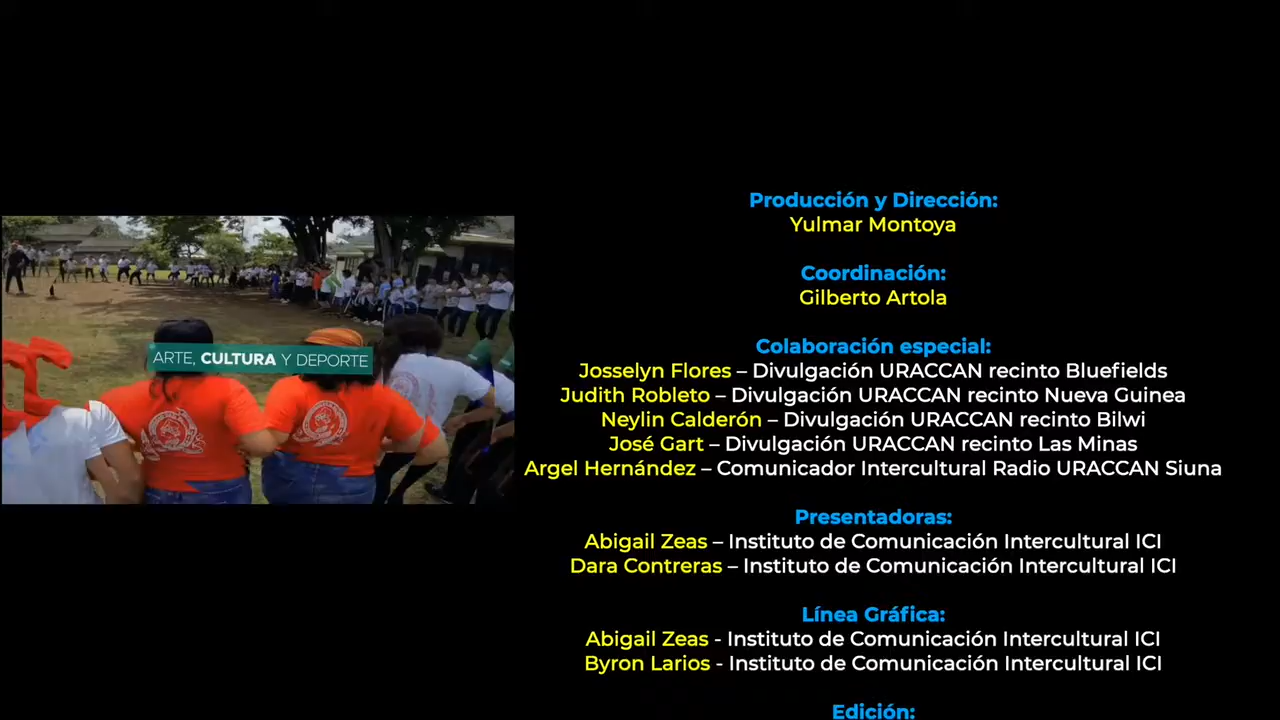 ARTE, CULTURA Y DEPORTE
Producción y Dirección:
Yulmar Montoya
Coordinación:
Gilberto Artola
Colaboración especial:
Josselyn Flores – Divulgación URACCAN recinto Bluefields
Judith Robleto – Divulgación URACCAN recinto Nueva Guinea
Neylin Calderón – Divulgación URACCAN recinto Bilwi
José Gart – Divulgación URACCAN recinto Las Minas
Argel Hernández – Comunicador Intercultural Radio URACCAN Siuna
Presentadoras:
Abigail Zeas – Instituto de Comunicación Intercultural ICI
Dara Contreras – Instituto de Comunicación Intercultural ICI
Línea Gráfica:
Abigail Zeas - Instituto de Comunicación Intercultural ICI
Byron Larios - Instituto de Comunicación Intercultural ICI
Edición: